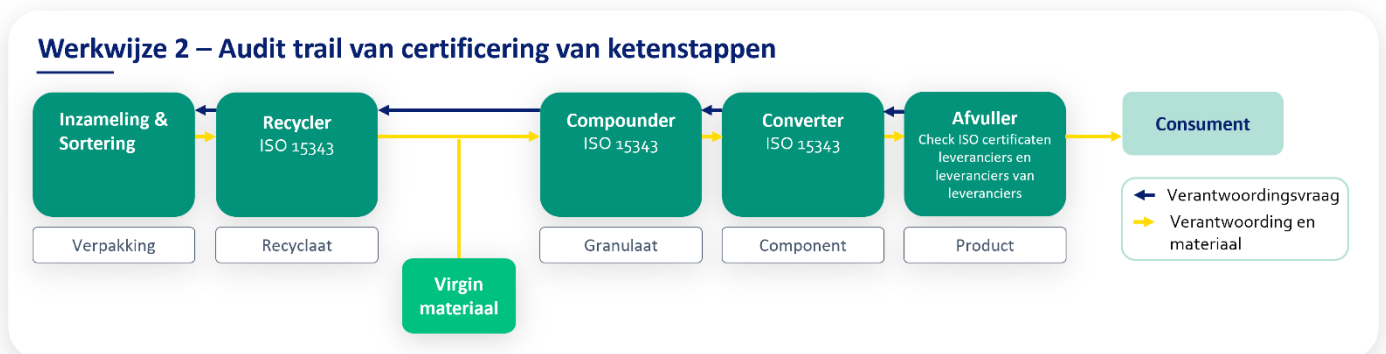 Werkwijze 2 – Audit trail van certificering van ketenstappen
Inzameling &
Sortering
Recycler
ISO 15343
Compounder
ISO 15343
Converter
ISO 15343
Afvuller
Check ISO certificaten
leveranciers en
leveranciers van
leveranciers
Consument
Verpakking
Recyclaat
Granulaat
Component
Product
Virgin
materiaal
Verantwoordingsvraag
Verantwoording en
materiaal